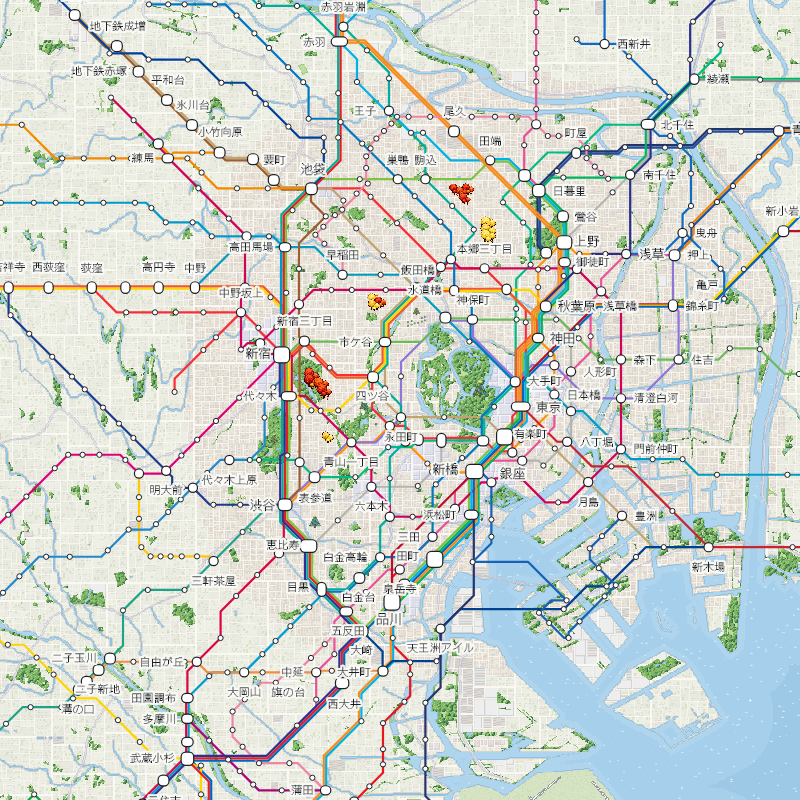 赤羽岩淵
地下鉄成増
赤羽
西新井
地下鉄赤塚
平和台
綾瀬
氷川台
王子
尾久
小竹向原
町屋
北千住
田端
練馬
要町
巣鴨
駒込
池袋
南千住
日暮里
鶯谷
新小岩
高田馬場
早稲田
本郷三丁目
上野
曳舟
浅草
押上
御徒町
飯田橋
吉祥寺
西荻窪
荻窪
高円寺
中野
亀戸
中野坂上
水道橋
神保町
秋葉原
浅草橋
錦糸町
新宿三丁目
市ケ谷
神田
新宿
森下
住吉
人形町
大手町
代々木
四ツ谷
日本橋
清澄白河
東京
永田町
有楽町
八丁堀
門前仲町
青山一丁目
新橋
銀座
代々木上原
明大前
表参道
月島
渋谷
六本木
浜松町
豊洲
三田
恵比寿
白金高輪
田町
新木場
三軒茶屋
目黒
白金台
泉岳寺
品川
五反田
天王洲アイル
大崎
二子玉川
自由が丘
中延
大井町
二子新地
大岡山
旗の台
溝の口
田園調布
西大井
多摩川
武蔵小杉
蒲田